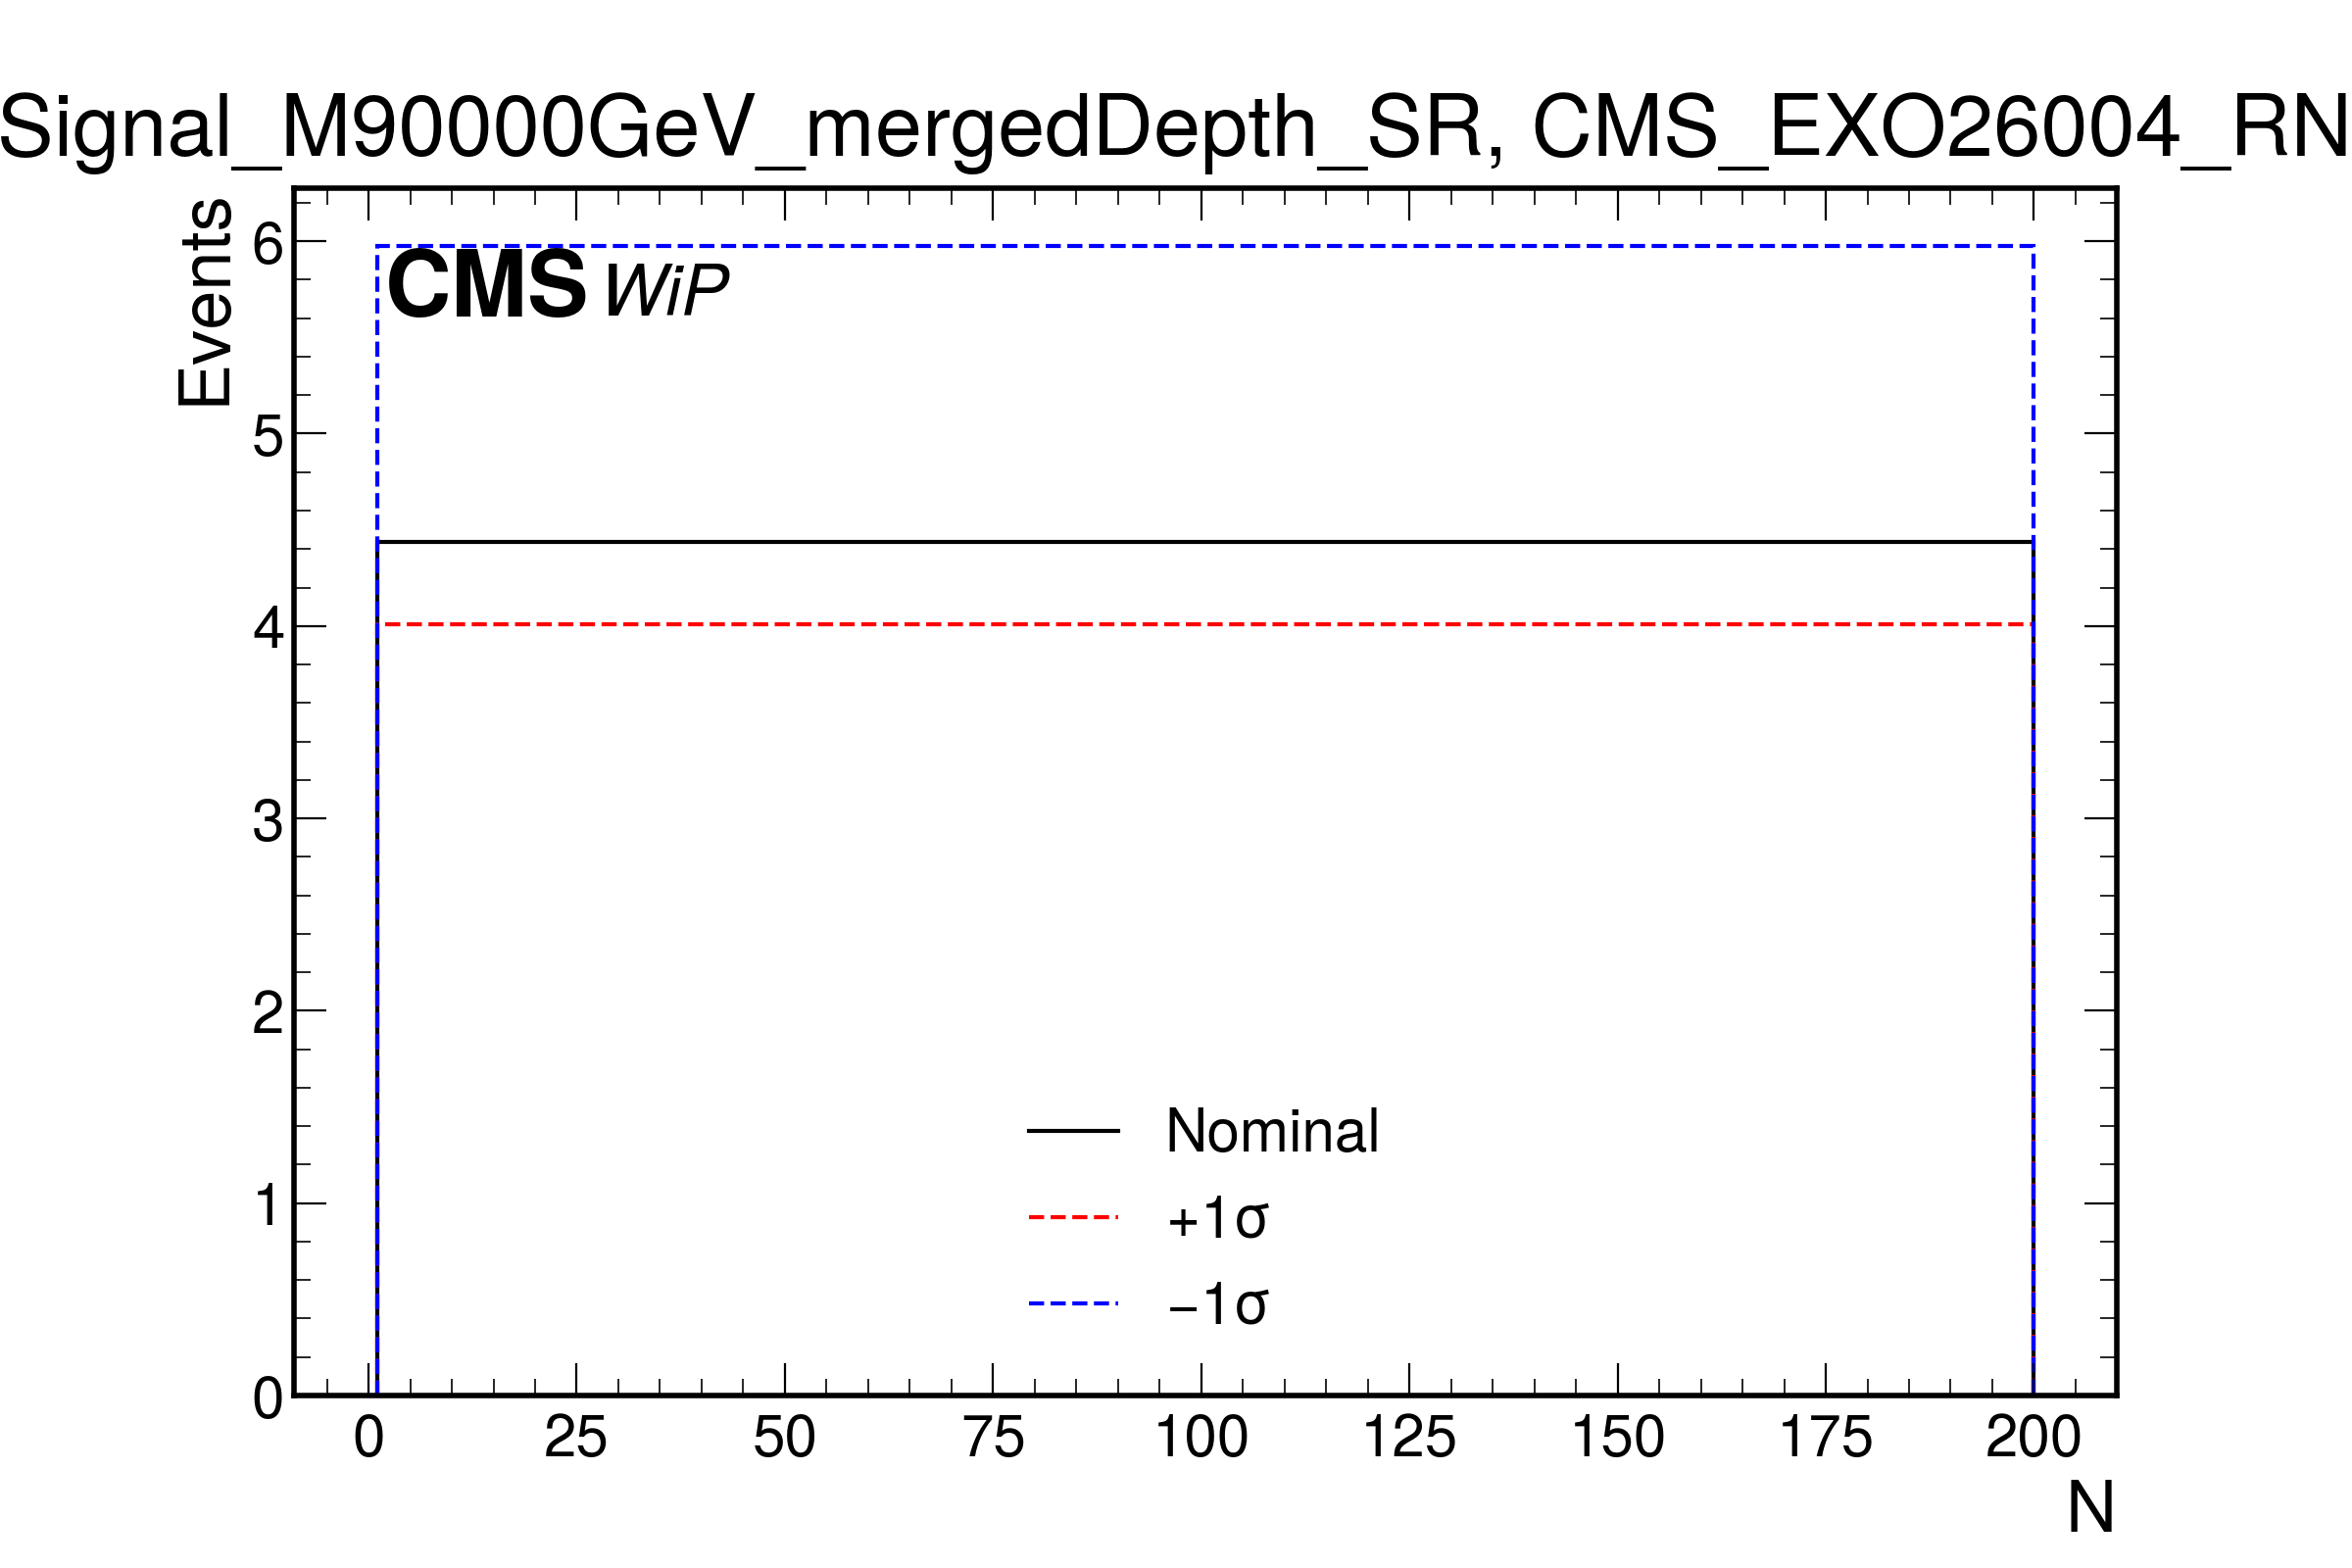 Signal_M90000GeV_mergedDepth_SR, CMS_EXO26004_RN
Events
CMS WiP
6
5
4
3
2
1
0
Nominal
+1σ
−1σ
0 25 50 75 100 125 150 175 200
N